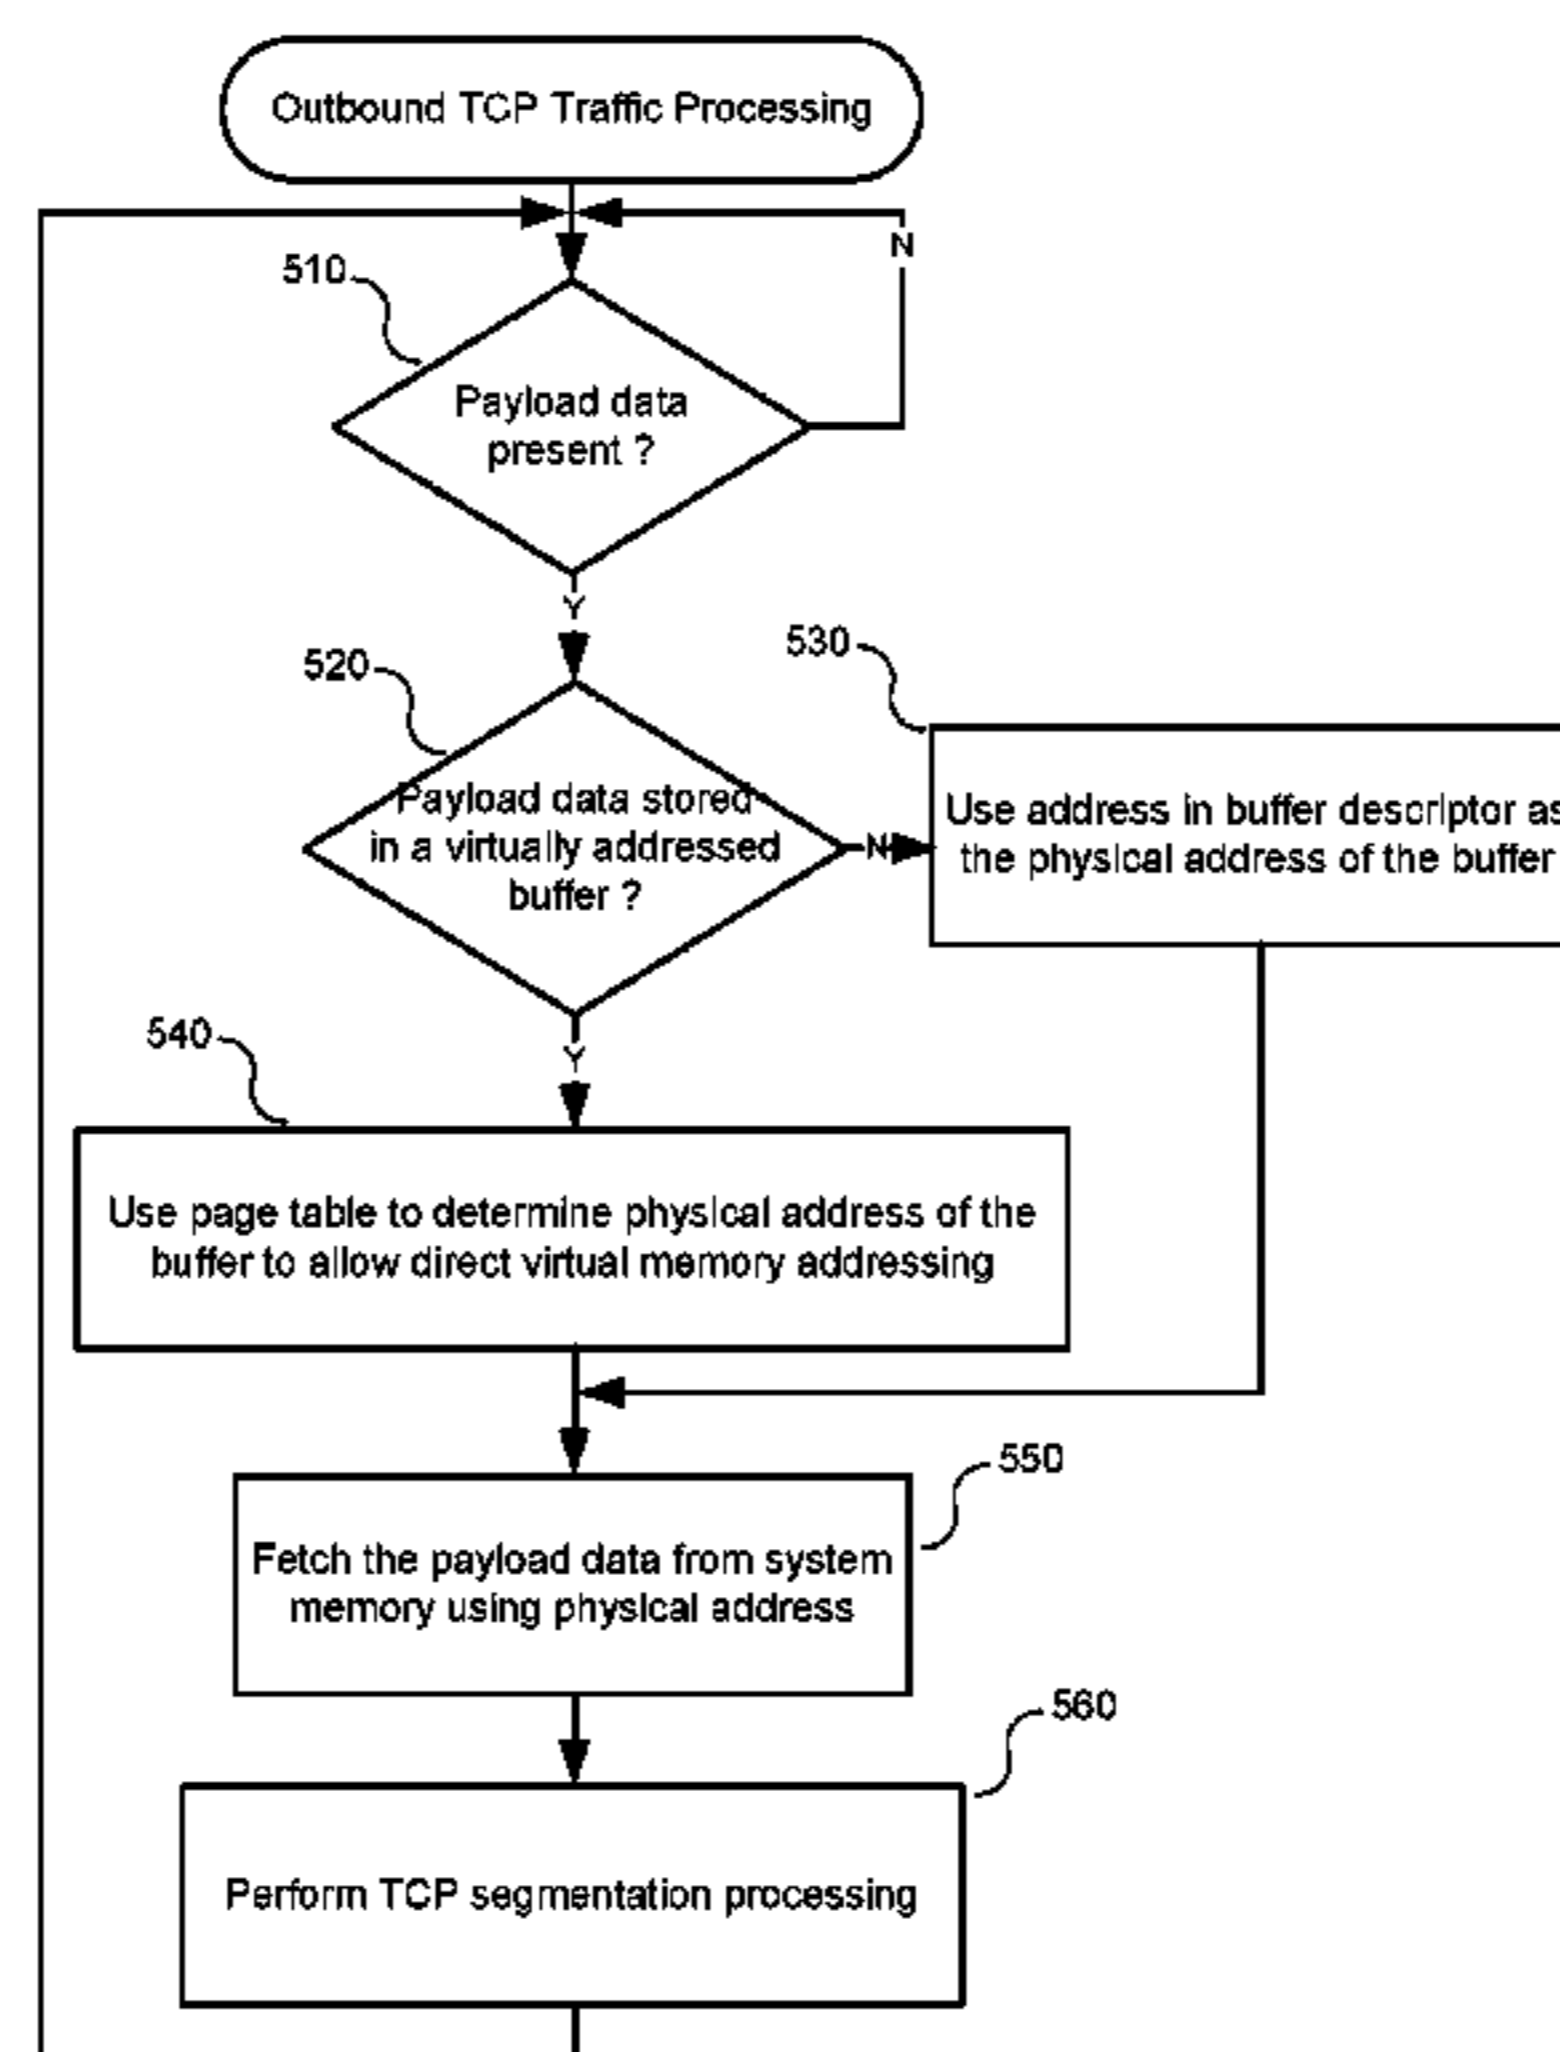 Outbound TCP Traffic Processing
N
510
Payload data
present ?
Y
520
530
Payload data stored
in a virtually addressed
buffer ?
N
Use address in buffer descriptor as
the physical address of the buffer
Y
540
Use page table to determine physical address of the
buffer to allow direct virtual memory addressing
550
Fetch the payload data from system
memory using physical address
560
Perform TCP segmentation processing